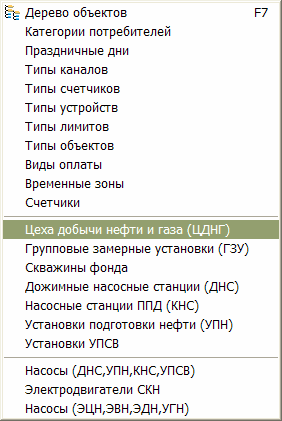 Дерево объектов F7
Категории потребителей
Праздничные дни
Типы каналов
Типы счетчиков
Типы устройств
Типы лимитов
Типы объектов
Виды оплаты
Временные зоны
Счетчики
Цеха добычи нефти и газа (ЦДНГ)
Групповые замерные установки (ГЗУ)
Скважины фонда
Дожимные насосные станции (ДНС)
Насосные станции ППД (КНС)
Установки подготовки нефти (УПН)
Установки УПСВ
Насосы (ДНС,УПН,КНС,УПСВ)
Электродвигатели СКН
Насосы (ЭЦН,ЭВН,ЭДН,УГН)